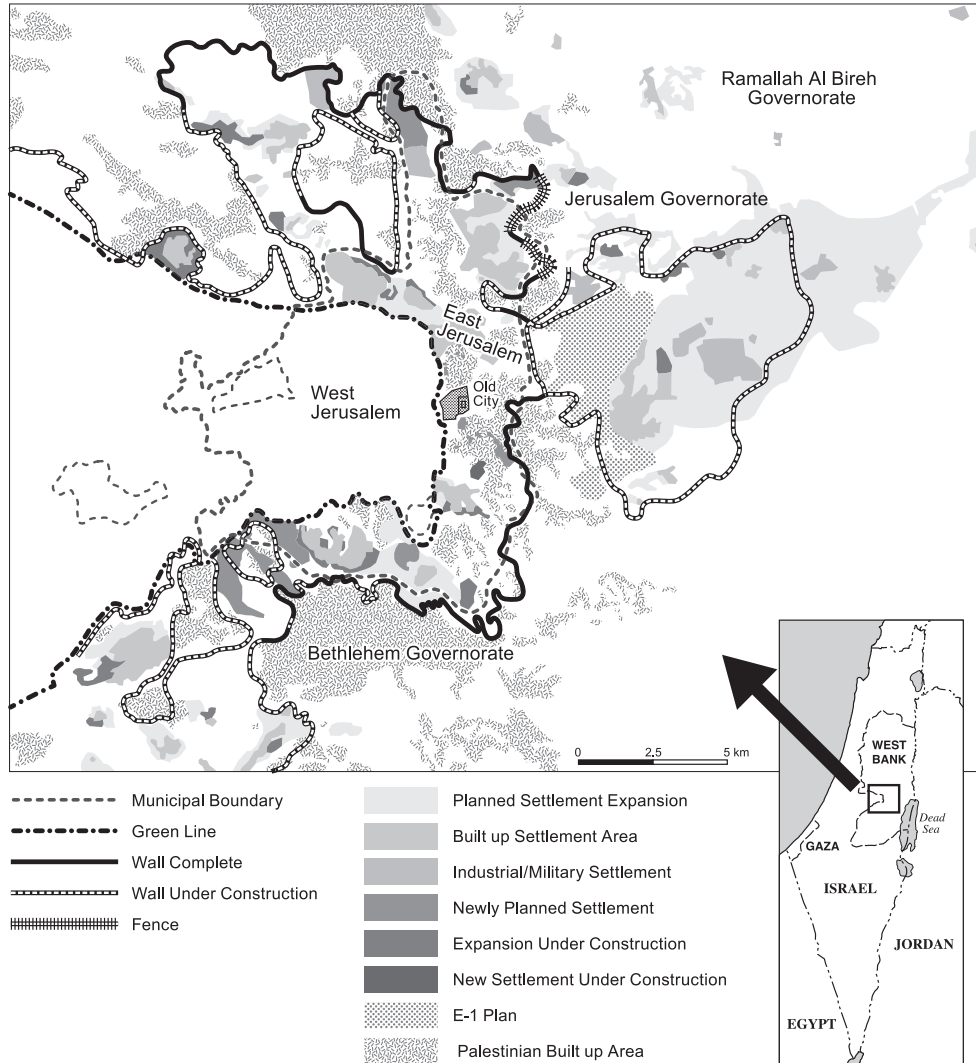 Ramallah Al Bireh
Governorate
Jerusalem Governorate
East
Jerusalem
Old
City
West
Jerusalem
Bethlehem Governorate
0 2.5 5 km
WEST
BANK
Dead
Sea
GAZA
ISRAEL
JORDAN
EGYPT
Municipal Boundary
Green Line
Wall Complete
Wall Under Construction
Fence
Planned Settlement Expansion
Built up Settlement Area
Industrial/Military Settlement
Newly Planned Settlement
Expansion Under Construction
New Settlement Under Construction
E-1 Plan
Palestinian Built up Area